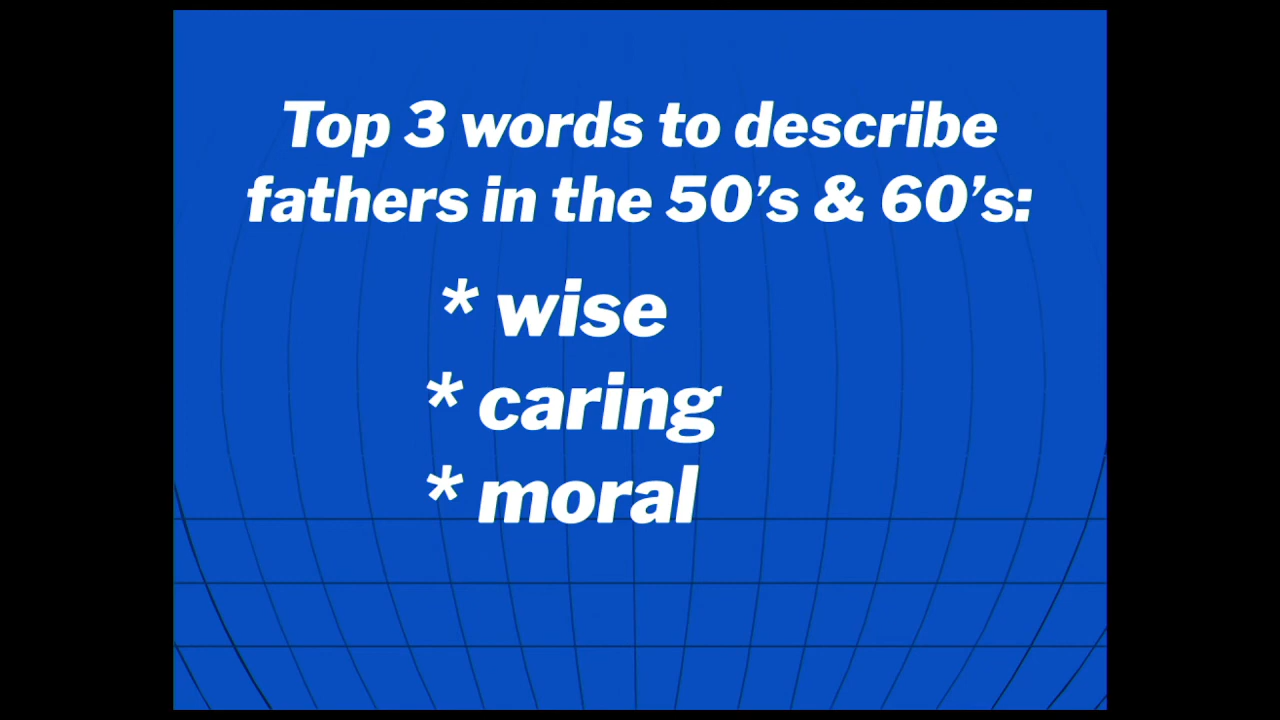 Top 3 words to describe
fathers in the 50’s & 60’s:
* wise
* caring
* moral